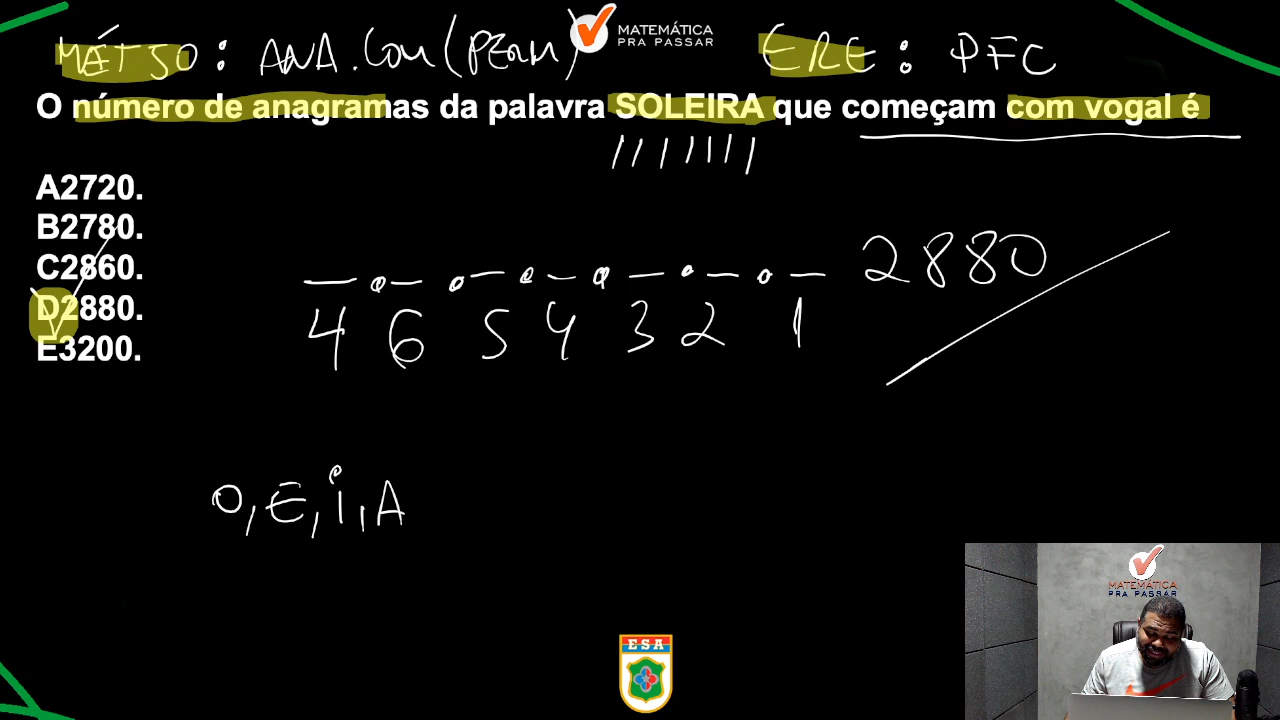 MÉTSO: ANA. COM (PERM)
MATEMÁTICA
PRA PASSAR
ERE: PFC
O número de anagramas da palavra SOLEIRA que começam com vogal é
A2720.
B2780.
C2860.
D2880.
E3200.
2880
4 6 5 4 3 2 1
O, E, i, A
MATEMÁTICA
PRA PASSAR
ESA